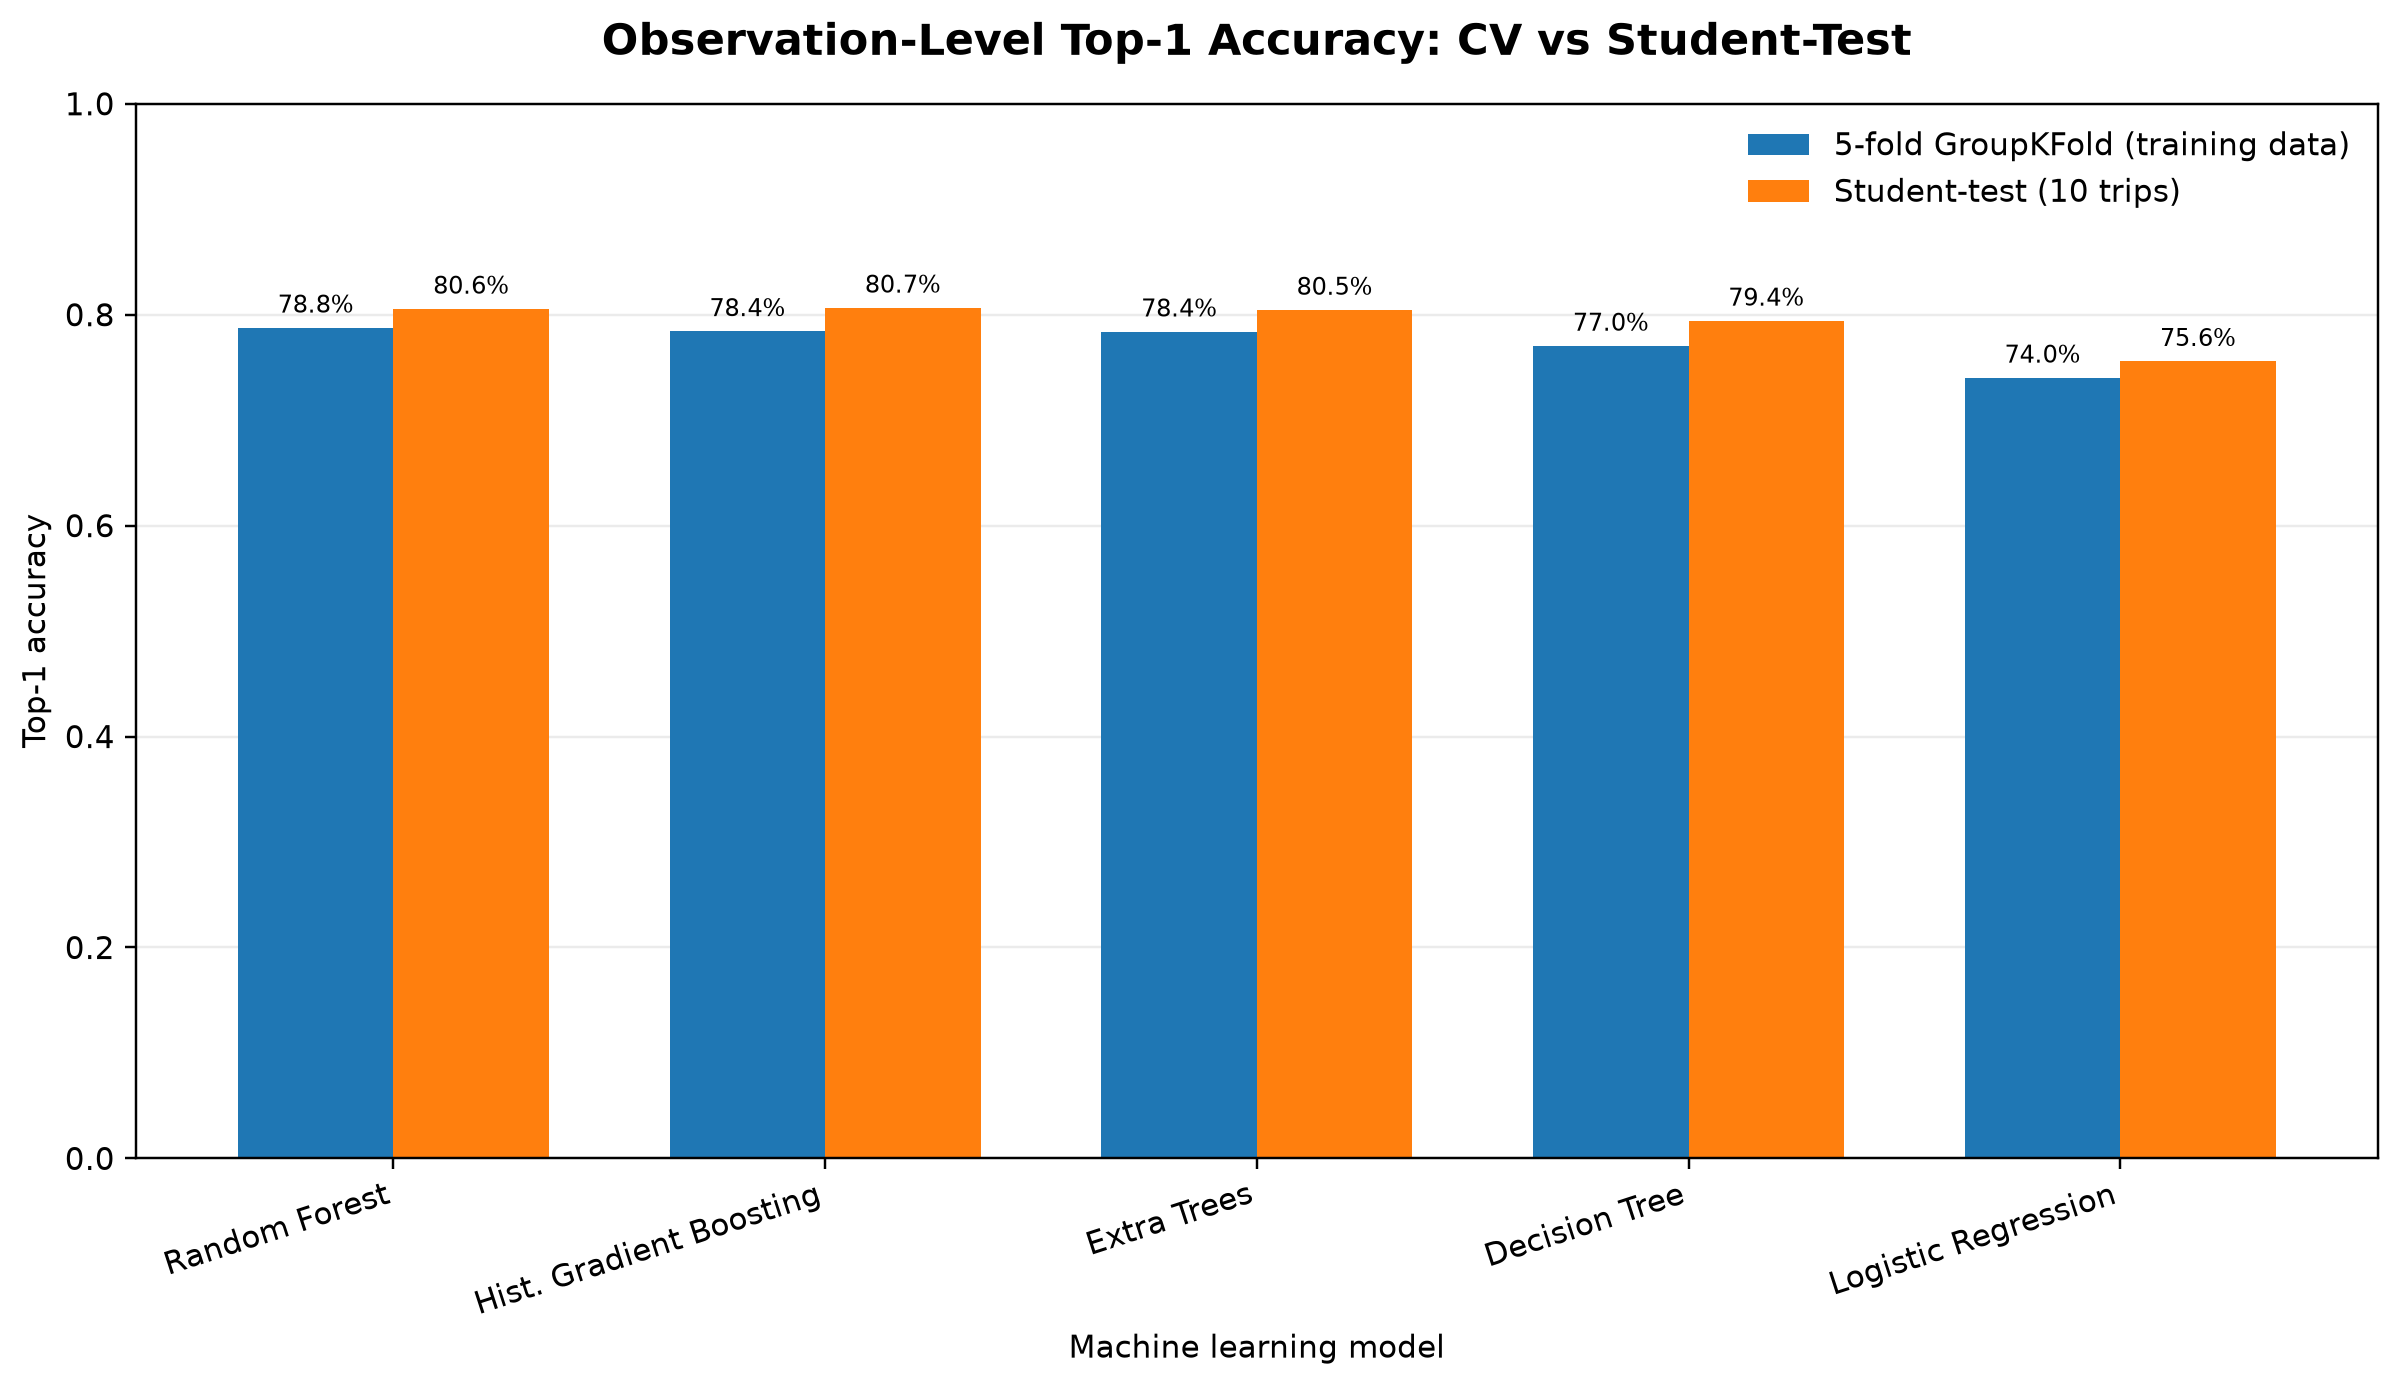 Observation-Level Top-1 Accuracy: CV vs Student-Test
1.0
5-fold GroupKFold (training data)
Student-test (10 trips)
78.8%
80.6%
78.4%
80.7%
78.4%
80.5%
77.0%
79.4%
74.0%
75.6%
0.8
0.6
0.4
0.2
0.0
Top-1 accuracy
Random Forest
Hist. Gradient Boosting
Extra Trees
Decision Tree
Logistic Regression
Machine learning model